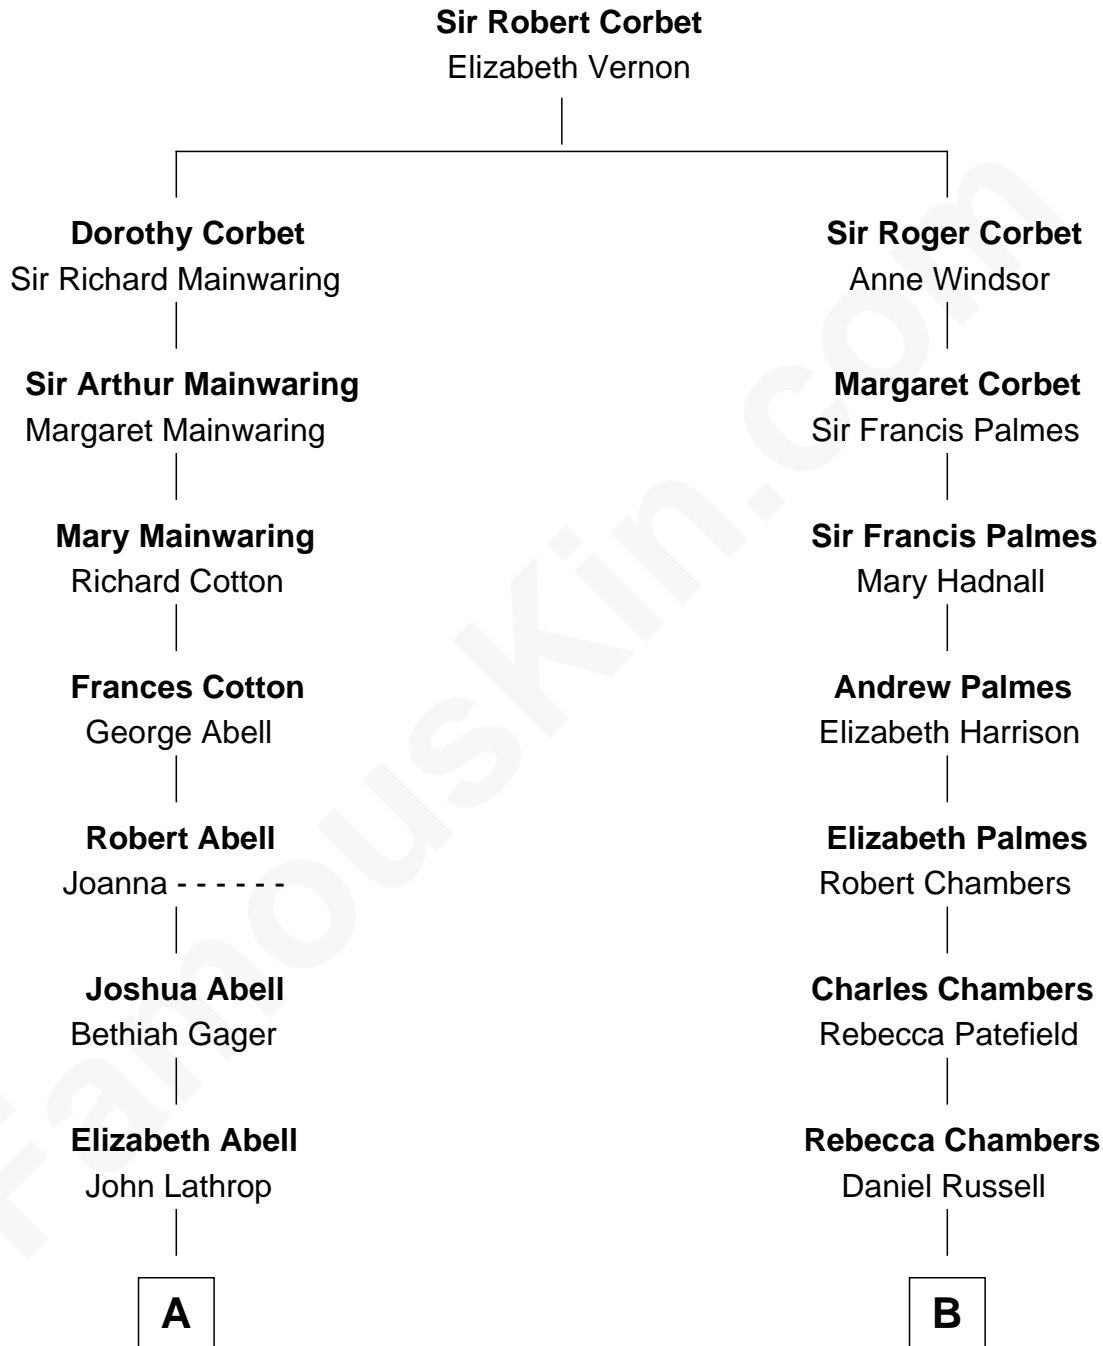 Sir Robert Corbet
Elizabeth Vernon
Dorothy Corbet
Sir Richard Mainwaring
Sir Roger Corbet
Anne Windsor
Sir Arthur Mainwaring
Margaret Mainwaring
Margaret Corbet
Sir Francis Palmes
Mary Mainwaring
Richard Cotton
Sir Francis Palmes
Mary Hadnall
Frances Cotton
George Abell
Andrew Palmes
Elizabeth Harrison
Robert Abell
Joanna - - - - - -
Elizabeth Palmes
Robert Chambers
Joshua Abell
Bethiah Gager
Charles Chambers
Rebecca Patefield
Elizabeth Abell
John Lathrop
Rebecca Chambers
Daniel Russell
A
B
FamousKin.com